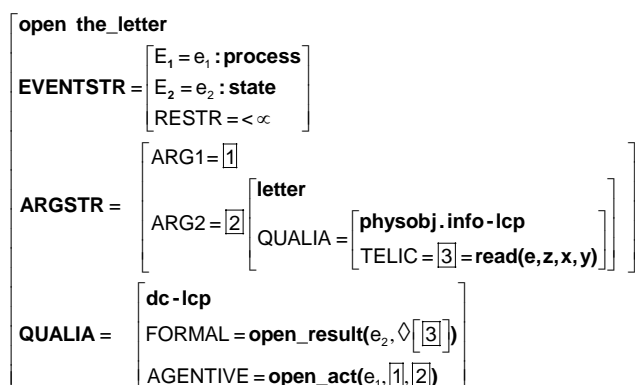 open the_letter
E₁ = e₁ : process
EVENTSTR = E₂ = e₂ : state
RESTR = < ∝
ARG1 = 1
letter
ARGSTR = ARG2 = 2 QUALIA = physobj.info-lcp
TELIC = 3 = read(e,z,x,y)
dc-lcp
QUALIA = FORMAL = open_result(e₂, ◊[3])
AGENTIVE = open_act(e₁, 1, 2)